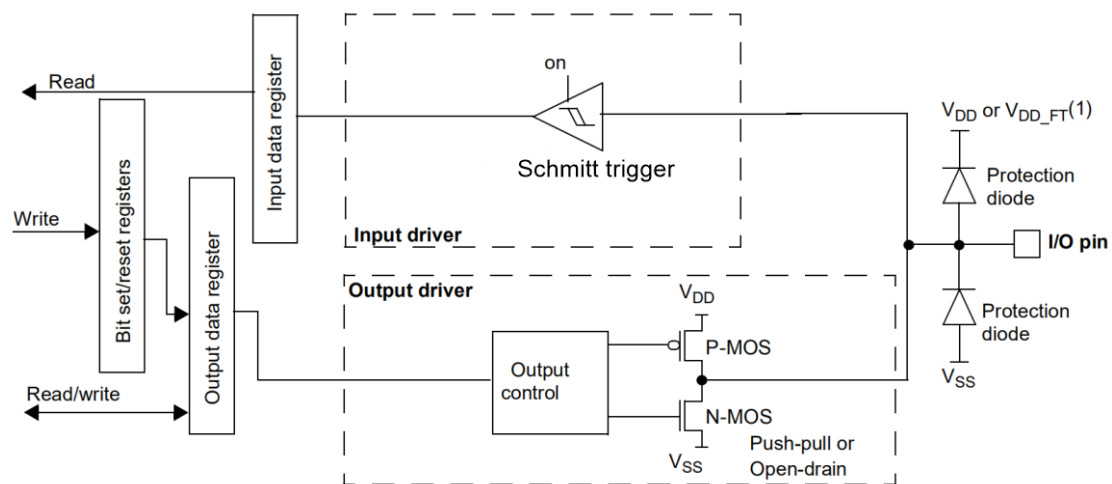 Read
Bit set/reset registers
Write
Read/write
Input data register
Output data register
on
Schmitt trigger
Input driver
Output driver
Output
control
V_DD
P-MOS
N-MOS
V_SS
Push-pull or
Open-drain
V_DD or V_DD_FT(1)
Protection
diode
I/O pin
Protection
diode
V_SS